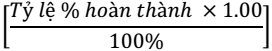 [Tỷ lệ % hoàn thành × 1.00
100%]